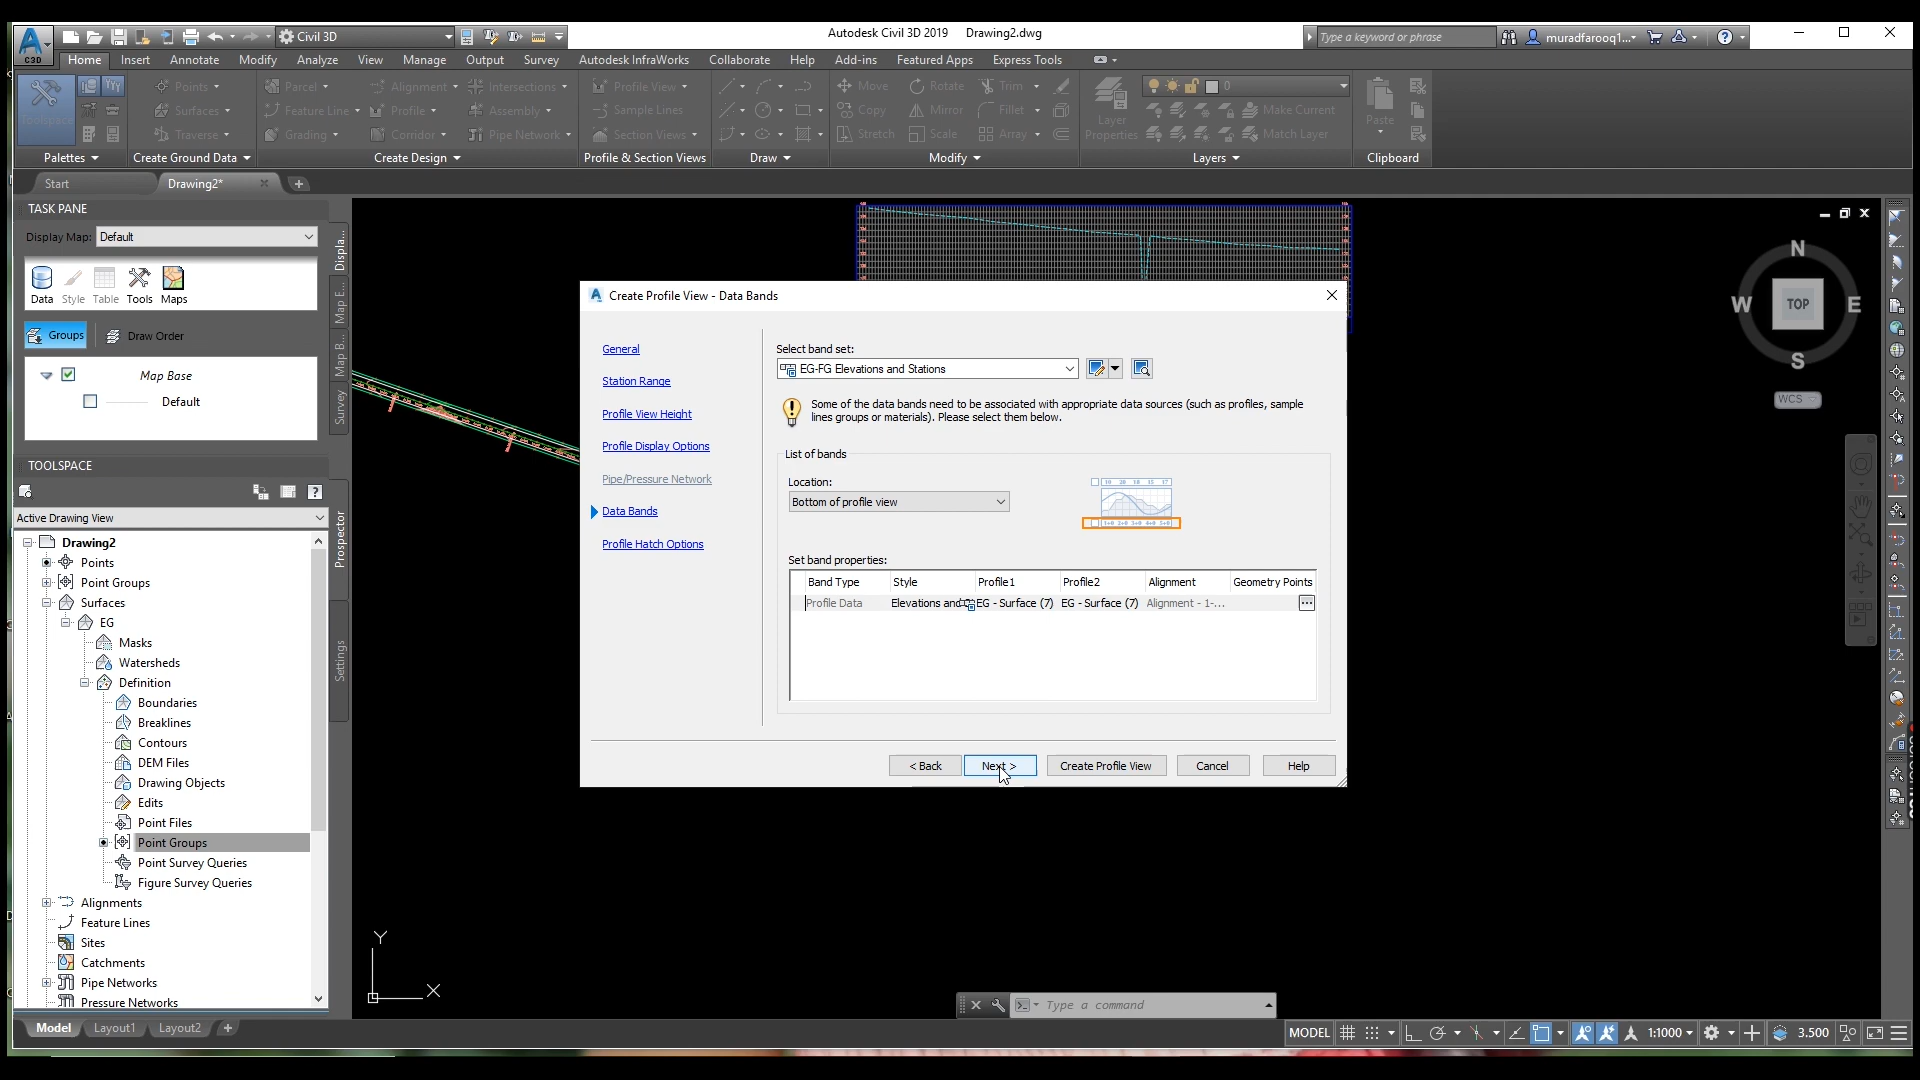 Civil 3D
Autodesk Civil 3D 2019 Drawing2.dwg
Type a keyword or phrase
muradfarooq1...
C3D
Home Insert Annotate Modify Analyze View Manage Output Survey Autodesk InfraWorks Collaborate Help Add-ins Featured Apps Express Tools
Toolspace
Points
Surfaces
Traverse
Parcel
Feature Line
Grading
Alignment
Profile
Corridor
Intersections
Assembly
Pipe Network
Profile View
Sample Lines
Section Views
Move
Copy
Stretch
Rotate
Mirror
Scale
Trim
Fillet
Array
Layer
Properties
0
Make Current
Match Layer
Paste
Palettes Create Ground Data Create Design Profile & Section Views Draw Modify Layers Clipboard
Start Drawing2*
TASK PANE
Display Map: Default
Data Style Table Tools Maps
Groups Draw Order
Map Base
Default
Displa...
Map E...
Map B...
Survey
TOOLSPACE
Active Drawing View
Drawing2
Points
Point Groups
Surfaces
EG
Masks
Watersheds
Definition
Boundaries
Breaklines
Contours
DEM Files
Drawing Objects
Edits
Point Files
Point Groups
Point Survey Queries
Figure Survey Queries
Alignments
Feature Lines
Sites
Catchments
Pipe Networks
Pressure Networks
Prospector
Settings
Create Profile View - Data Bands
General
Station Range
Profile View Height
Profile Display Options
Pipe/Pressure Network
Data Bands
Profile Hatch Options
Select band set:
EG-FG Elevations and Stations
Some of the data bands need to be associated with appropriate data sources (such as profiles, sample
lines groups or materials). Please select them below.
List of bands
Location:
Bottom of profile view
Set band properties:
Band Type Style Profile1 Profile2 Alignment Geometry Points
Profile Data Elevations and EG - Surface (7) EG - Surface (7) Alignment - 1-... ...
< Back Next > Create Profile View Cancel Help
N
W TOP E
S
WCS
Y
X
Type a command
Model Layout1 Layout2
MODEL 1:1000 3.500